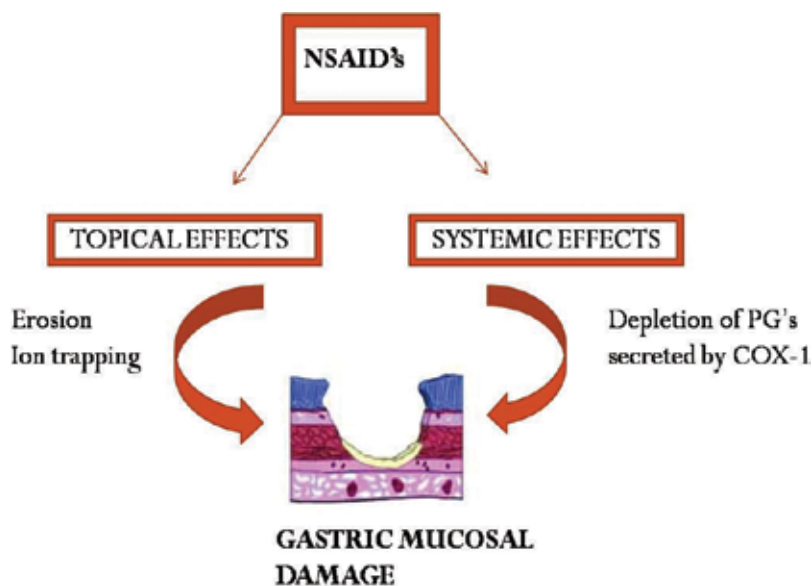 NSAID's
TOPICAL EFFECTS
SYSTEMIC EFFECTS
Erosion
Ion trapping
Depletion of PG's
secreted by COX-1
GASTRIC MUCOSAL
DAMAGE